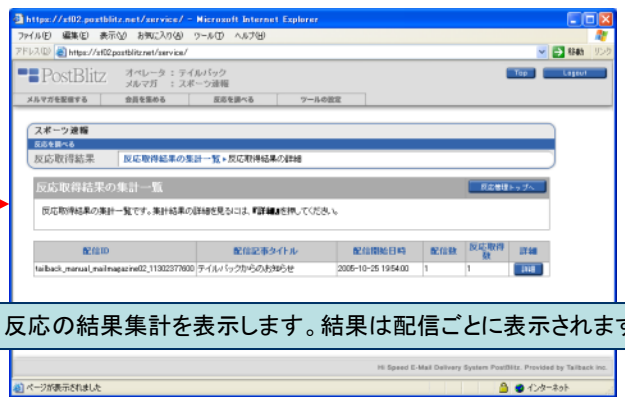 https://sf02.postblitz.net/service/ - Microsoft Internet Explorer
ファイル(F) 編集(E) 表示(V) お気に入り(A) ツール(T) ヘルプ(H)
アドレス(D) https://sf02.postblitz.net/service/ 移動 リンク
PostBlitz オペレータ : テイルバック Top Logout
メルマガ : スポーツ速報
メルマガを配信する 会員を集める 反応を調べる ツールの設定
スポーツ速報
反応を調べる
反応取得結果 反応取得結果の集計一覧 ▸ 反応取得結果の詳細
反応取得結果の集計一覧 反応管理トップへ
反応取得結果の集計一覧です。集計結果の詳細を見るには、『詳細』を押してください。
配信ID 配信記事タイトル 配信開始日時 配信数 反応取得数 詳細
tailback_manual_mailmagazine02_11302377600 テイルバックからのお知らせ 2005-10-25 19:54:00 1 1 詳細
反応の結果集計を表示します。結果は配信ごとに表示されます
Hi Speed E-Mail Delivery System PostBlitz. Provided by Tailback Inc.
ページが表示されました インターネット